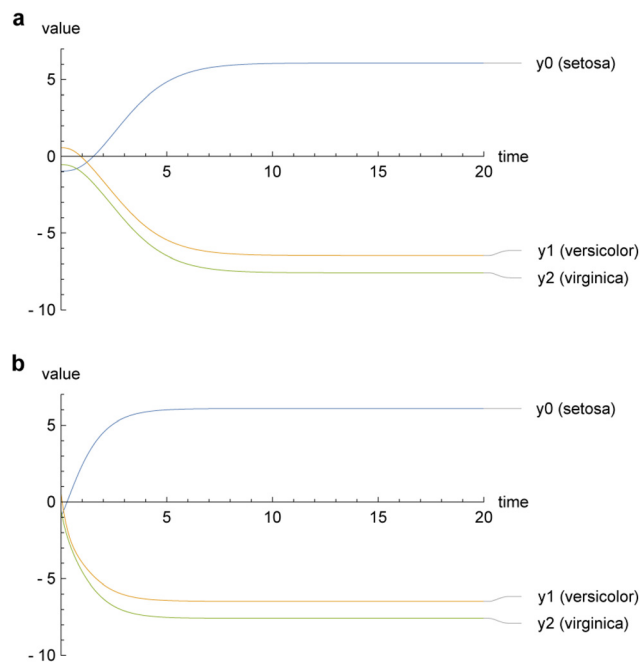 a
value
5
0
5
10
15
20
time
- 5
- 10
y0 (setosa)
y1 (versicolor)
y2 (virginica)
b
value
5
0
5
10
15
20
time
- 5
- 10
y0 (setosa)
y1 (versicolor)
y2 (virginica)